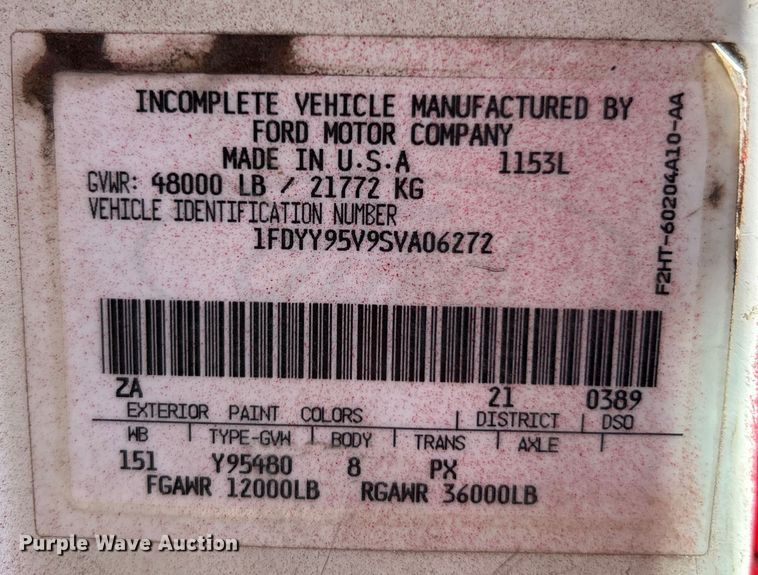 INCOMPLETE VEHICLE MANUFACTURED BY
FORD MOTOR COMPANY
MADE IN U.S.A 1153L
GVWR: 48000 LB / 21772 KG
VEHICLE IDENTIFICATION NUMBER
1FDYY95V9SVA06272
F2HT-60204A10-AA
ZA 21 0389
EXTERIOR PAINT COLORS DISTRICT DSO
WB TYPE-GVW BODY TRANS AXLE
151 Y95480 8 PX
FGAWR 12000LB RGAWR 36000LB
Purple Wave Auction